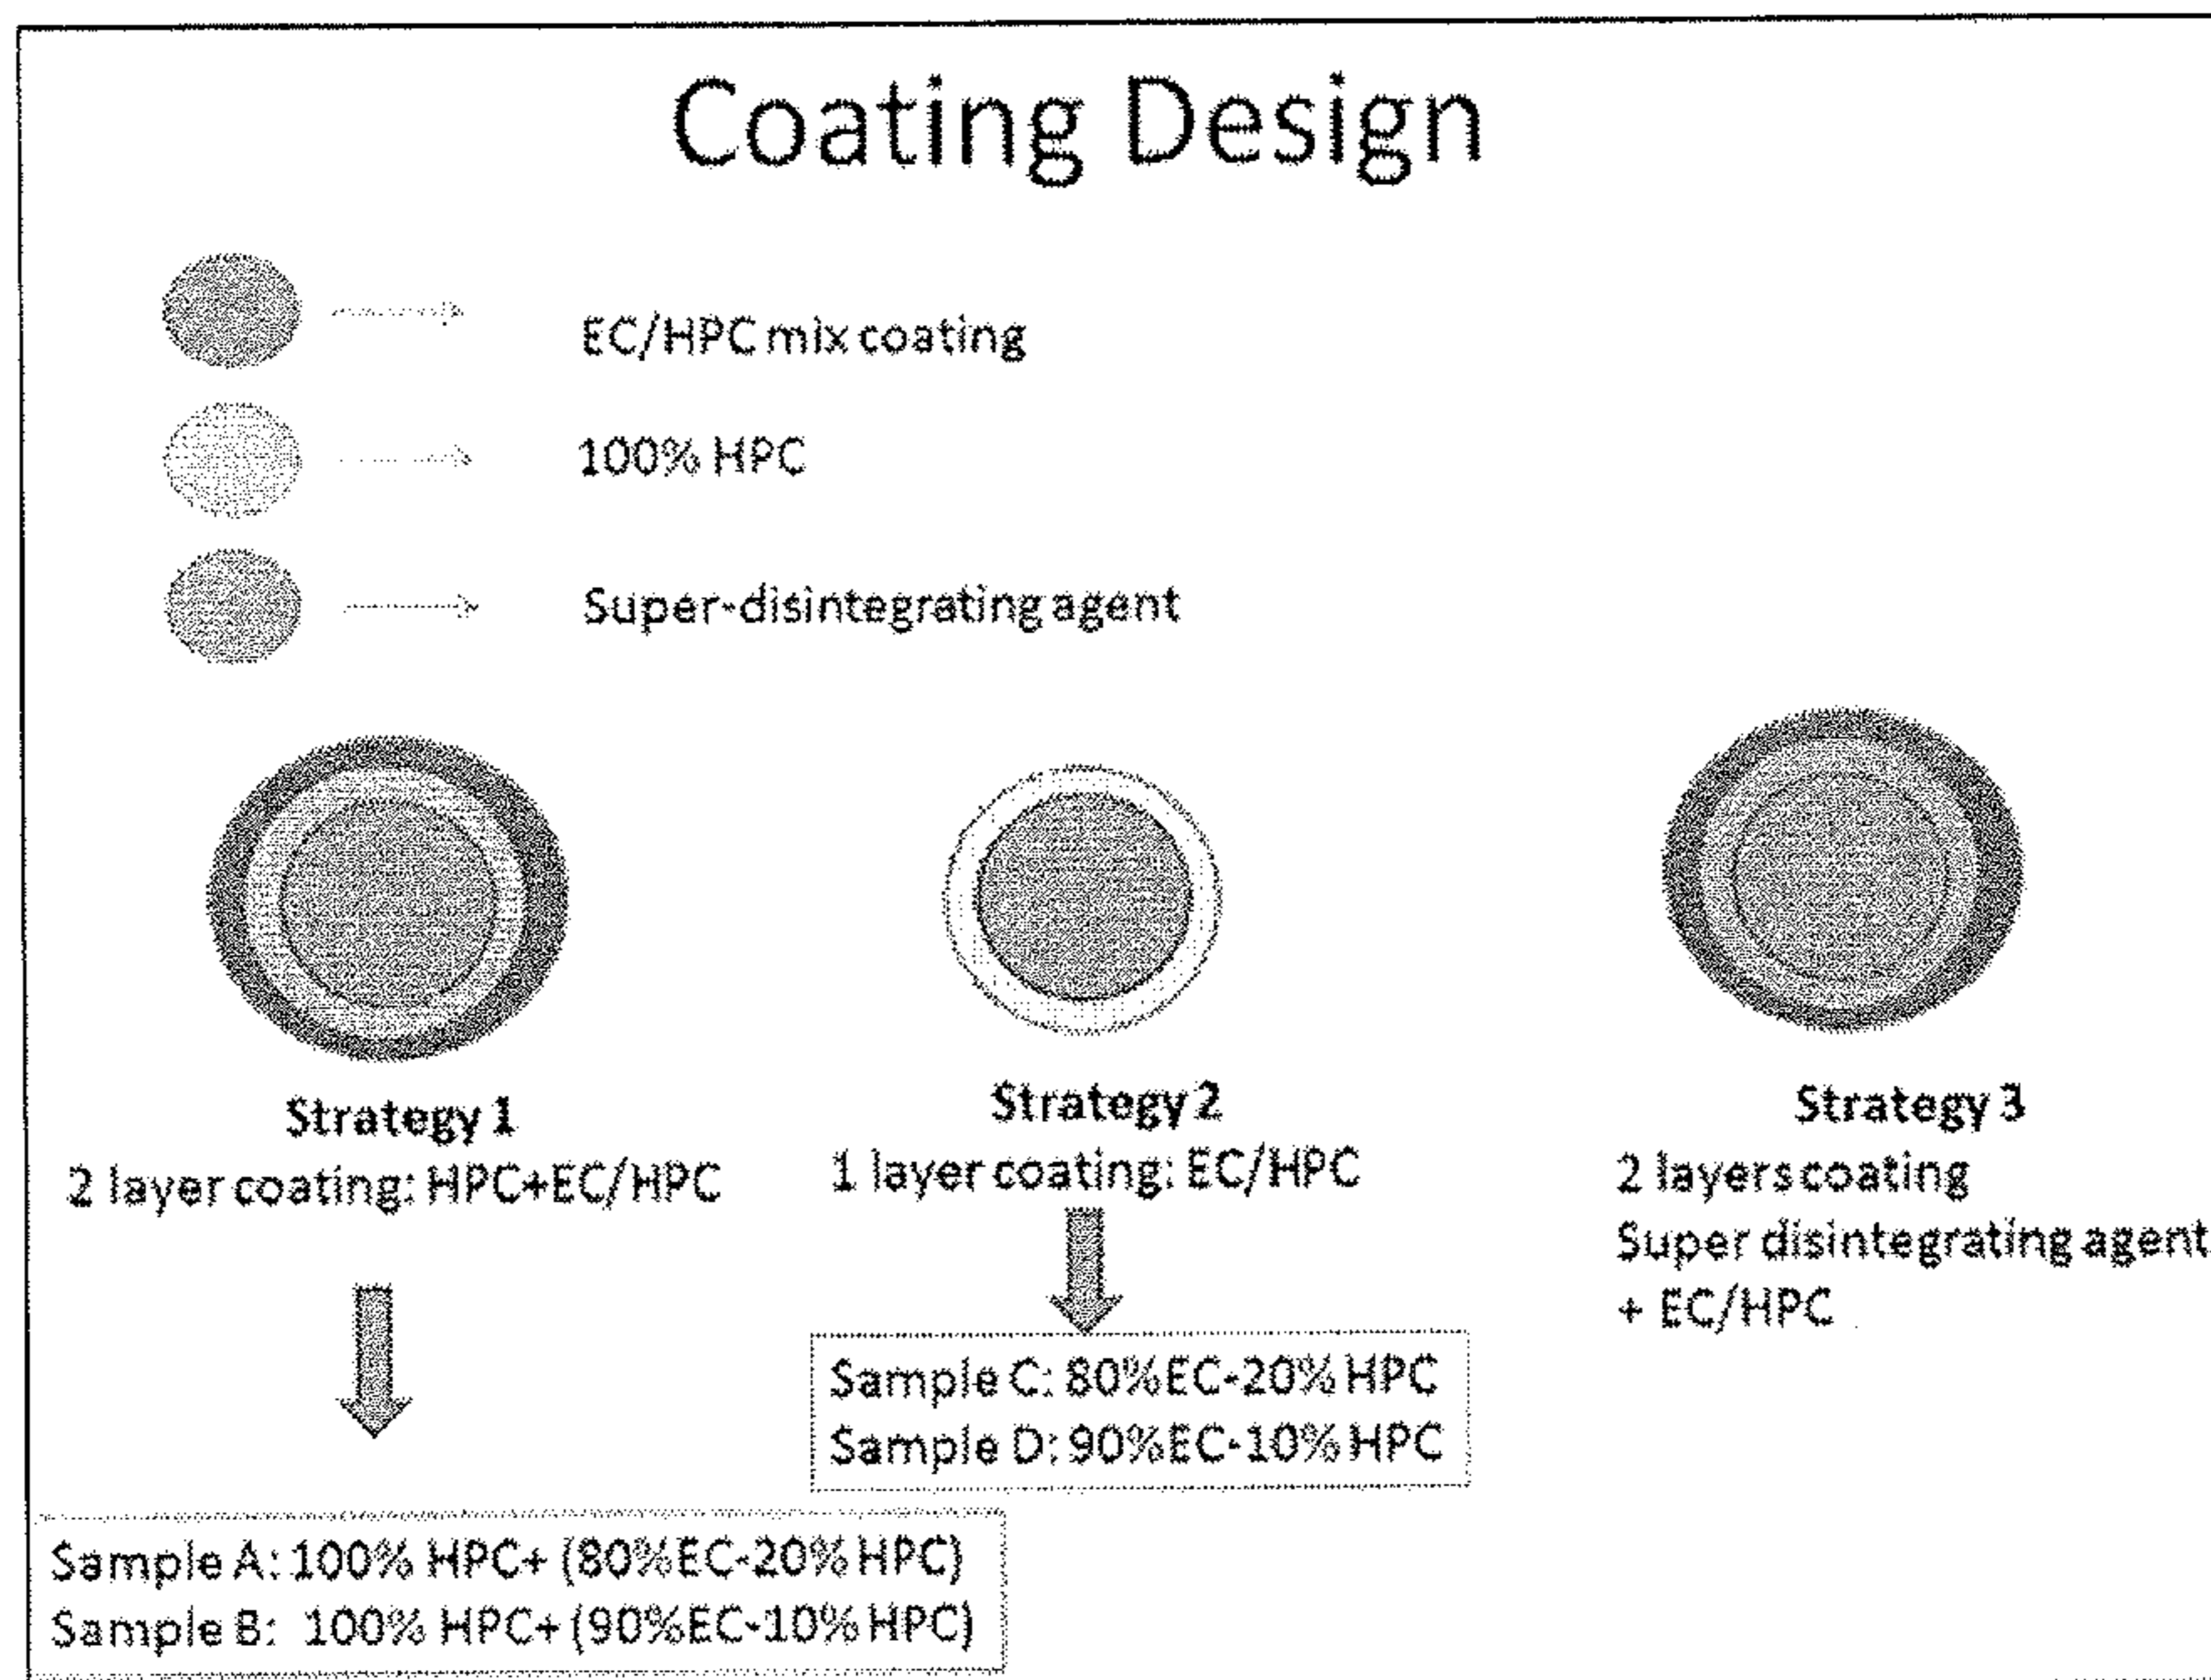 Coating Design
EC/HPC mix coating
100% HPC
Super-disintegrating agent
Strategy 1
2 layer coating: HPC+EC/HPC
Strategy 2
1 layer coating: EC/HPC
Strategy 3
2 layers coating
Super disintegrating agent
+ EC/HPC
Sample C: 80%EC-20% HPC
Sample D: 90%EC-10% HPC
Sample A: 100% HPC+ (80%EC-20% HPC)
Sample B: 100% HPC+ (90%EC-10% HPC)